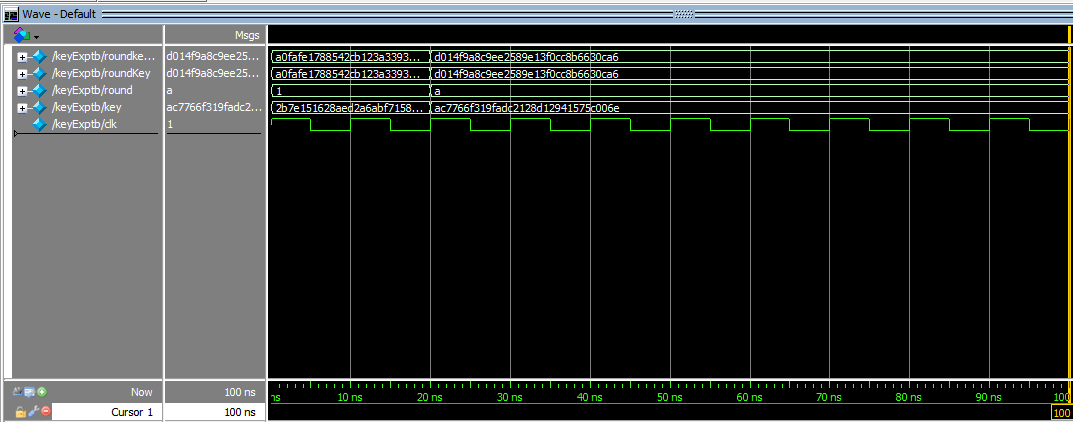 Wave - Default
Msgs
/keyExptb/roundke... d014f9a8c9ee25... a0fafe1788542cb123a3393... d014f9a8c9ee2589e13f0cc8b6630ca6
/keyExptb/roundKey d014f9a8c9ee25... a0fafe1788542cb123a3393... d014f9a8c9ee2589e13f0cc8b6630ca6
/keyExptb/round a 1 a
/keyExptb/key ac7766f319fadc2... 2b7e151628aed2a6abf7158... ac7766f319fadc2128d12941575c006e
/keyExptb/clk 1
Now 100 ns ns 10 ns 20 ns 30 ns 40 ns 50 ns 60 ns 70 ns 80 ns 90 ns 100
Cursor 1 100 ns 100